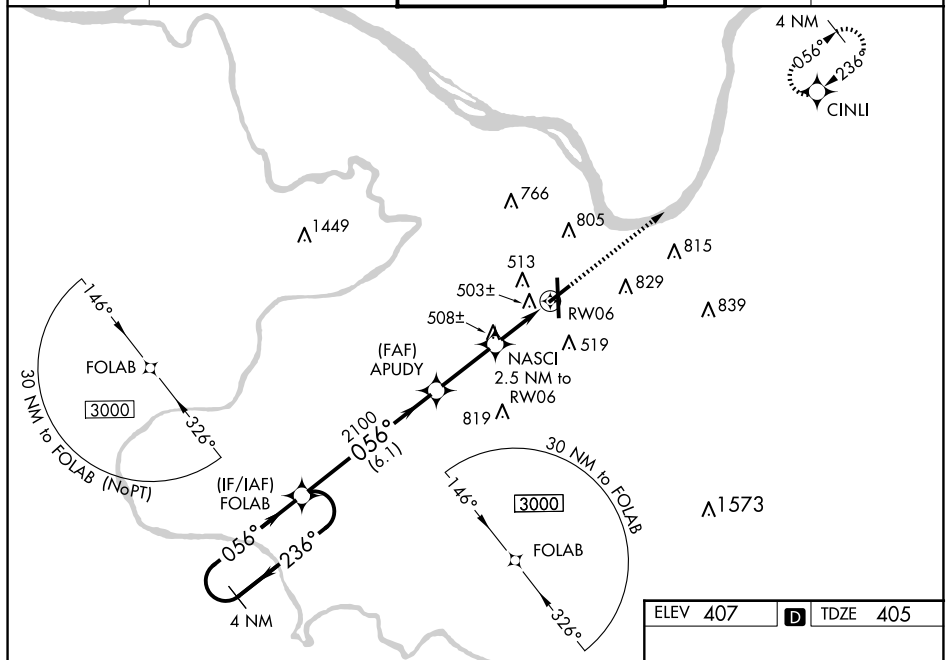 4 NM
056°
236°
CINLI
766
1449
805
815
513
829
503±
RW06
839
508±
146°
(FAF)
APUDY
NASCI
2.5 NM to
RW06
519
FOLAB
3000
326°
30 NM to FOLAB (NoPT)
819
2100
056°
(6.1)
(IF/IAF)
FOLAB
30 NM to FOLAB
146°
3000
1573
056°
236°
FOLAB
326°
4 NM
ELEV 407 D TDZE 405